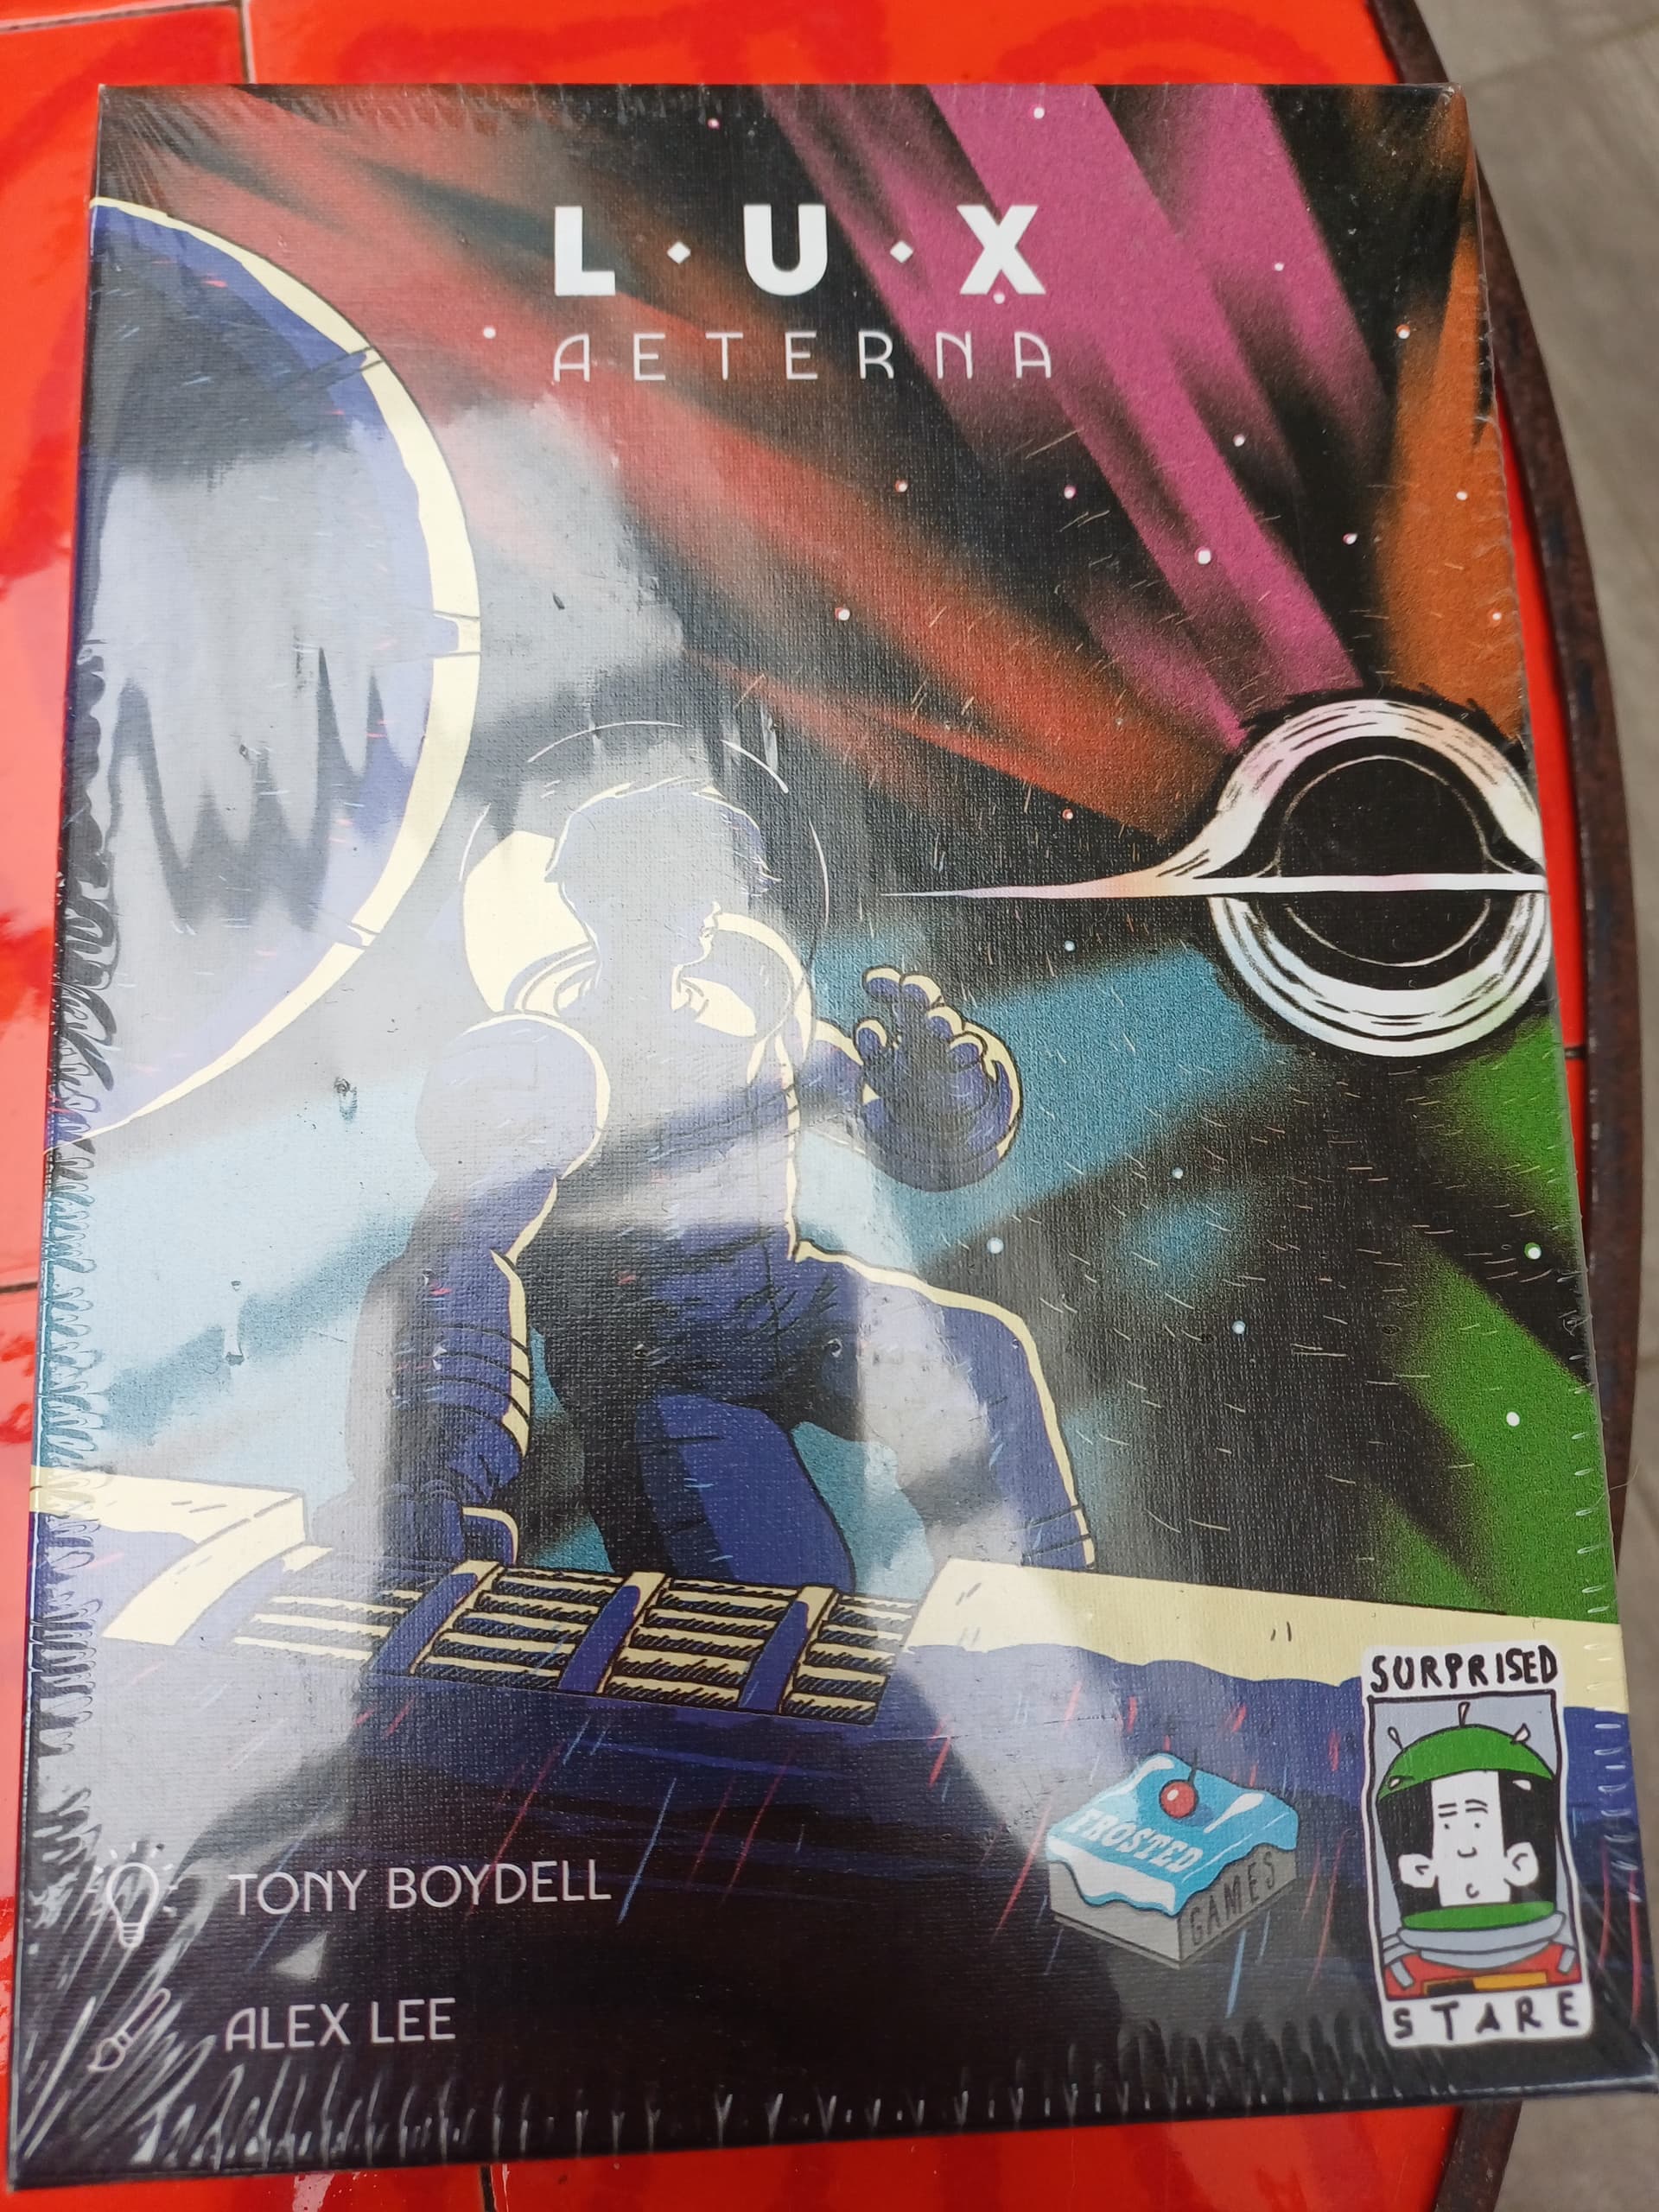 L·U·X
AETERNA
TONY BOYDELL
ALEX LEE
FROSTED
GAMES
SURPRISED
STARE